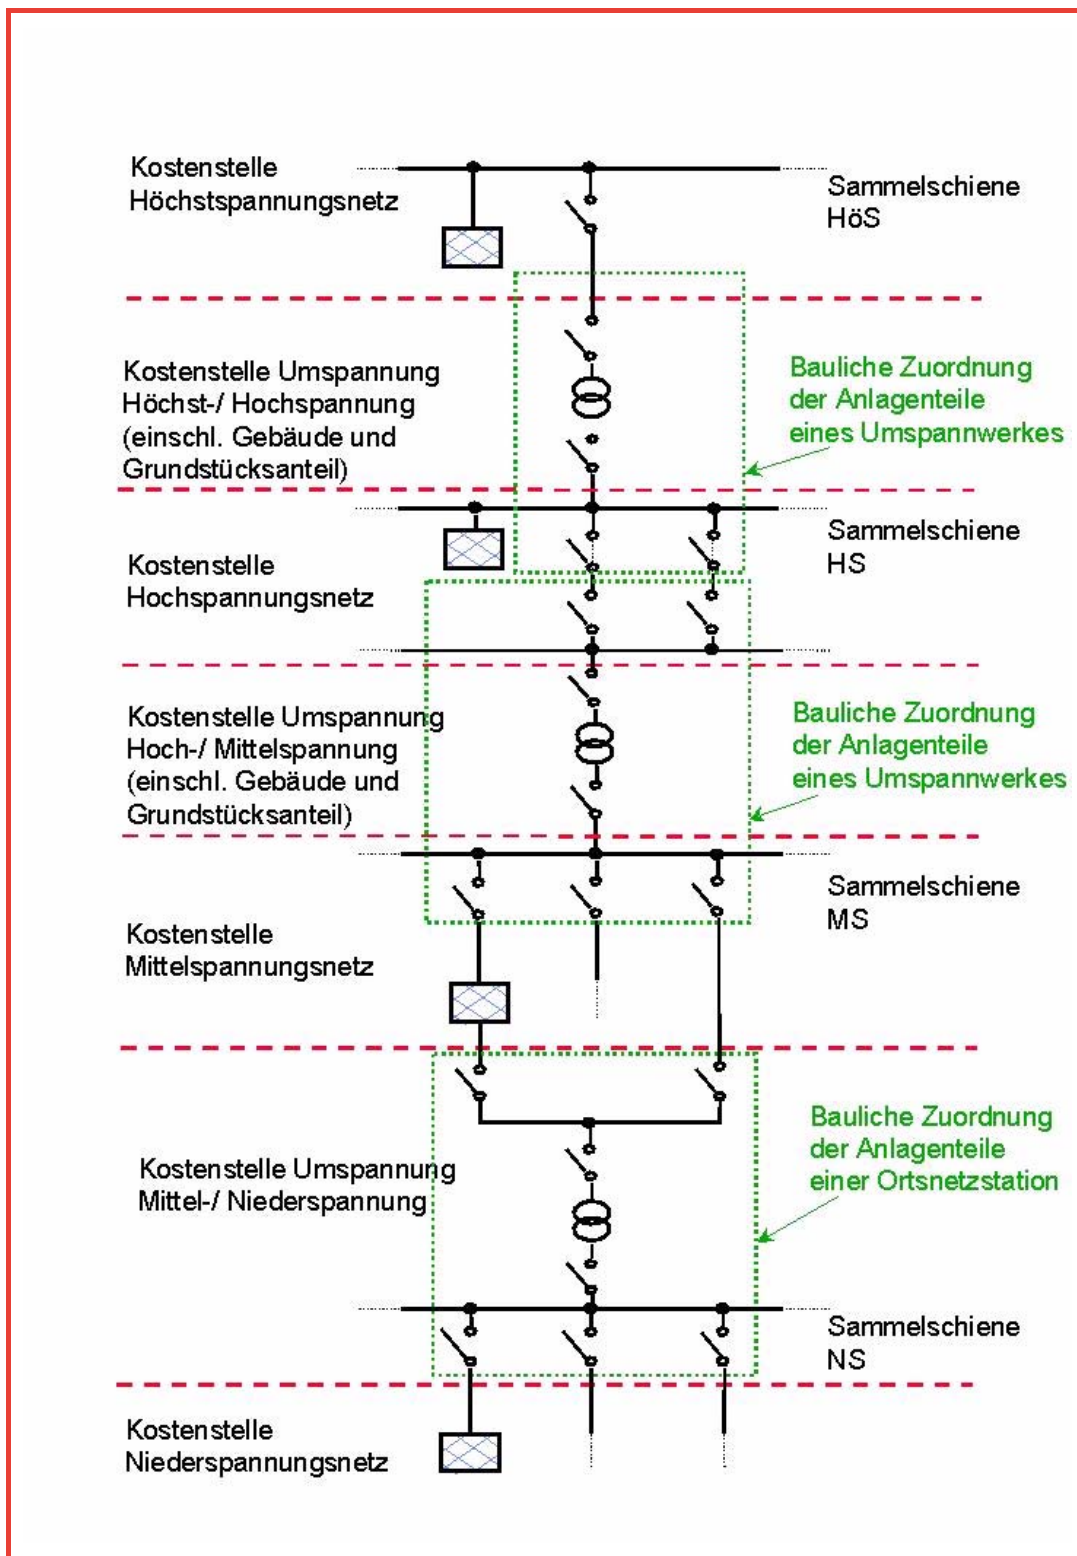 Kostenstelle
Höchstspannungsnetz
Sammelschiene
HöS
Kostenstelle Umspannung
Höchst-/ Hochspannung
(einschl. Gebäude und
Grundstücksanteil)
Bauliche Zuordnung
der Anlagenteile
eines Umspannwerkes
Sammelschiene
HS
Kostenstelle
Hochspannungsnetz
Kostenstelle Umspannung
Hoch-/ Mittelspannung
(einschl. Gebäude und
Grundstücksanteil)
Bauliche Zuordnung
der Anlagenteile
eines Umspannwerkes
Sammelschiene
MS
Kostenstelle
Mittelspannungsnetz
Bauliche Zuordnung
der Anlagenteile
einer Ortsnetzstation
Kostenstelle Umspannung
Mittel-/ Niederspannung
Sammelschiene
NS
Kostenstelle
Niederspannungsnetz